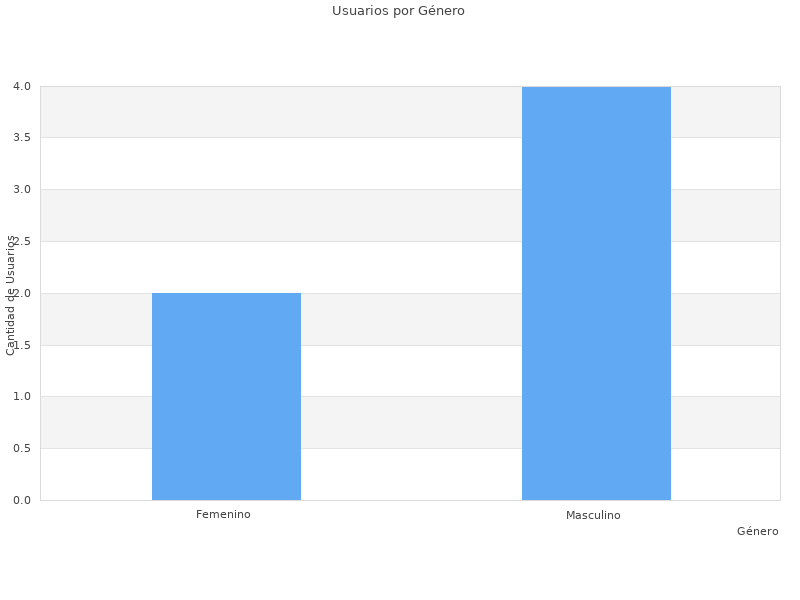 Usuarios por Género
4.0
3.5
3.0
2.5
2.0
1.5
1.0
0.5
0.0
Cantidad de Usuarios
Femenino
Masculino
Género